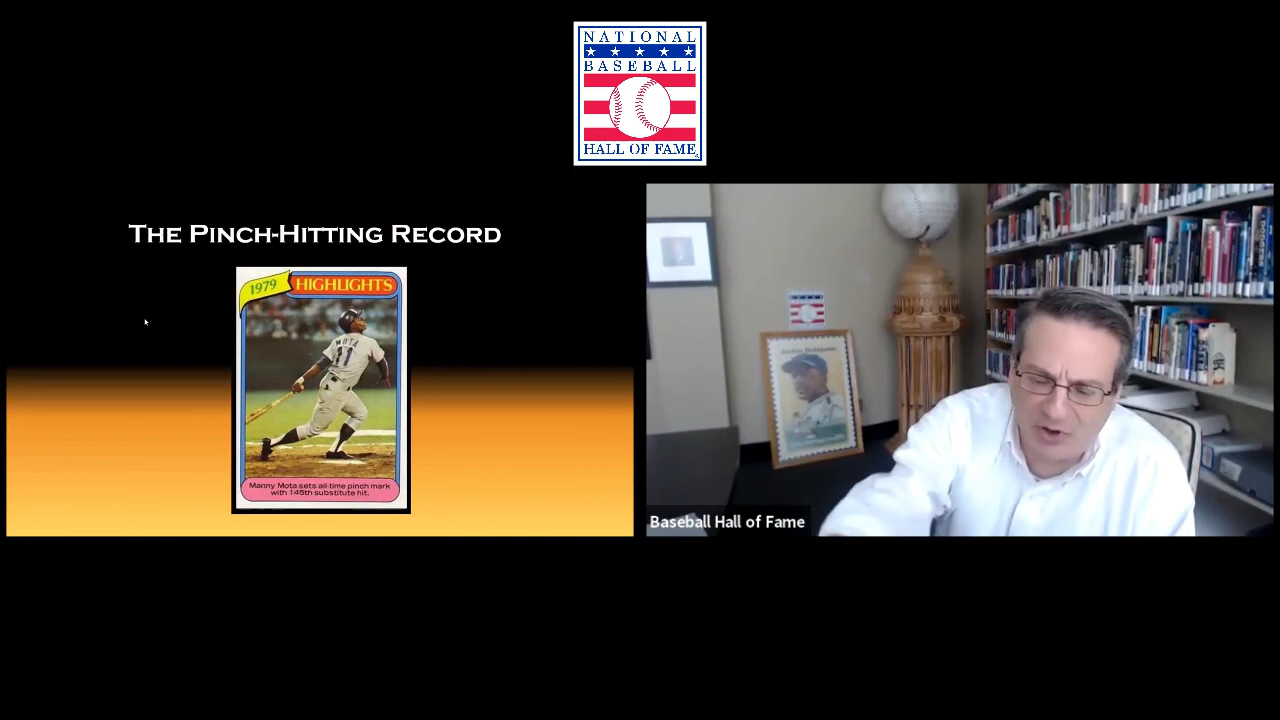 NATIONAL
BASEBALL
HALL OF FAME
THE PINCH-HITTING RECORD
1979 HIGHLIGHTS
MOTA
11
Manny Mota sets all-time pinch mark
with 145th substitute hit.
Baseball Hall of Fame